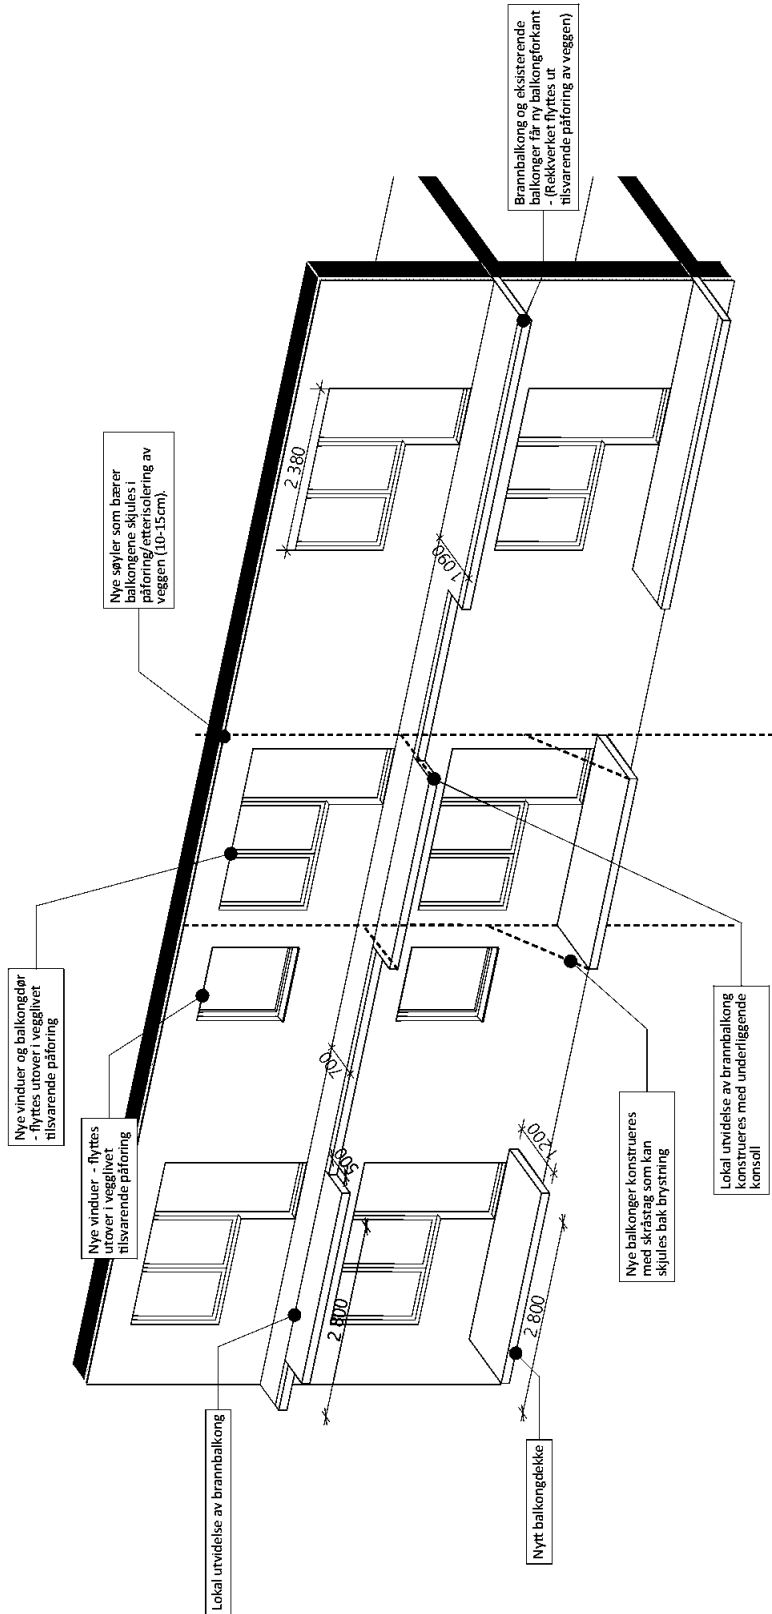 Nye vinduer og balkongdør
- flyttes utover i vegglivet
tilsvarende påforing
Nye vinduer - flyttes
utover i vegglivet
tilsvarende påforing
Lokal utvidelse av brannbalkong
Nye søyler som bærer
balkongene skjules i
påforing/etterisolering av
veggen (10-15cm).
Brannbalkong og eksisterende
balkonger får ny balkongforkant
- (Rekkverket flyttes ut
tilsvarende påforing av veggen)
2 380
1 090
700
500
2 800
1 200
2 800
Nytt balkongdekke
Nye balkonger konstrueres
med skråstag som kan
skjules bak brystning
Lokal utvidelse av brannbalkong
konstrueres med underliggende
konsoll